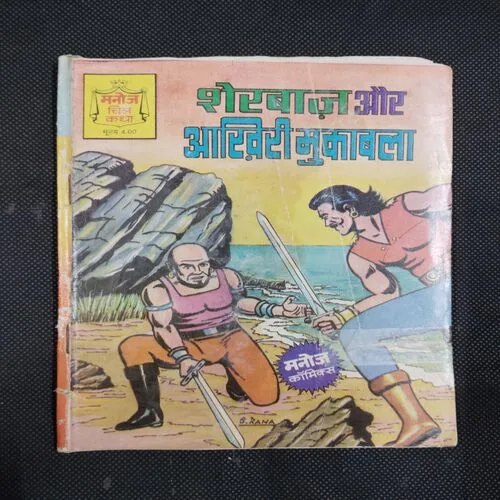 मनोज
चित्र
कथा
मूल्य 4.00
शेरबाज़ और
आख़िरी मुकाबला
मनोज
कॉमिक्स
B. RANA